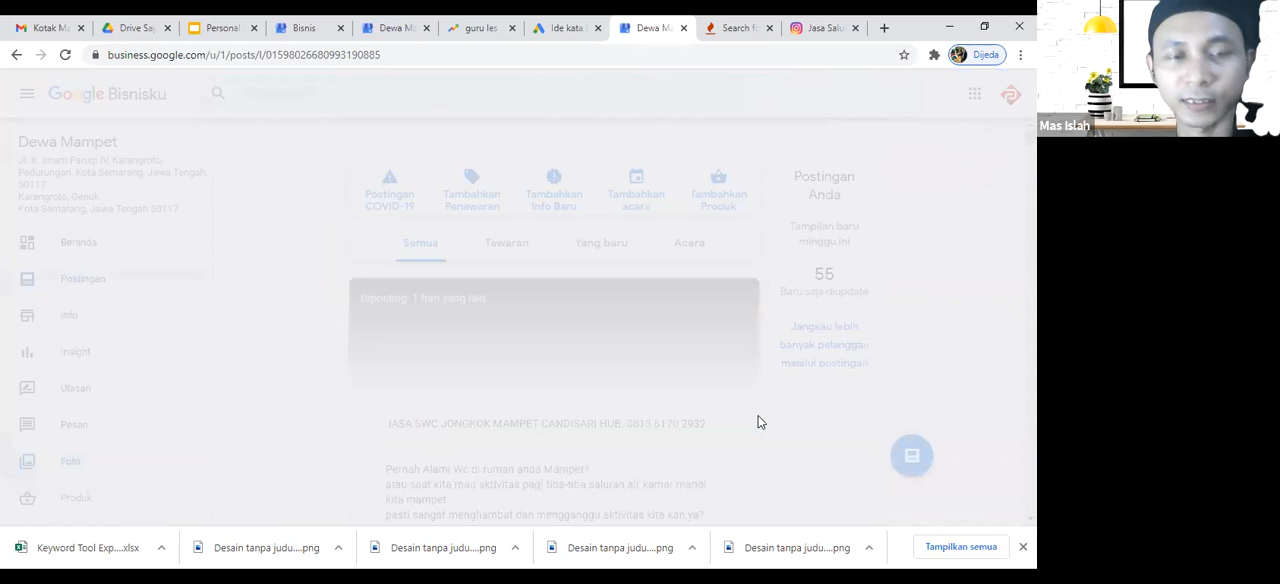 Kotak Ma
Drive Say
Personal
Bisnis
Dewa Ma
guru les
Ide kata k
Dewa Ma
Search fo
Jasa Salu
business.google.com/u/1/posts/l/01598026680993190885
Dijeda
Google Bisnisku
Mas Islah
Dewa Mampet
Jl. K. Imam Faruqi IV, Karangroto,
Pedurungan, Kota Semarang, Jawa Tengah,
50117
Karangroto, Genuk
Kota Semarang, Jawa Tengah 50117
Beranda
Postingan
Info
Insight
Ulasan
Pesan
Foto
Produk
Postingan
COVID-19
Tambahkan
Penawaran
Tambahkan
Info Baru
Tambahkan
acara
Tambahkan
Produk
Semua
Tawaran
Yang baru
Acara
Diposting: 1 hari yang lalu
JASA SWC JONGKOK MAMPET CANDISARI HUB. 0813 5170 2932
Pernah Alami Wc di rumah anda Mampet?
atau saat kita mau aktivitas pagi tiba-tiba saluran air kamar mandi
kita mampet
pasti sangat menghambat dan mengganggu aktivitas kita kan ya?
Postingan
Anda
Tampilan baru
minggu ini
55
Baru saja diupdate
Jangkau lebih
banyak pelanggan
melalui postingan
Keyword Tool Exp....xlsx
Desain tanpa judu....png
Desain tanpa judu....png
Desain tanpa judu....png
Desain tanpa judu....png
Tampilkan semua